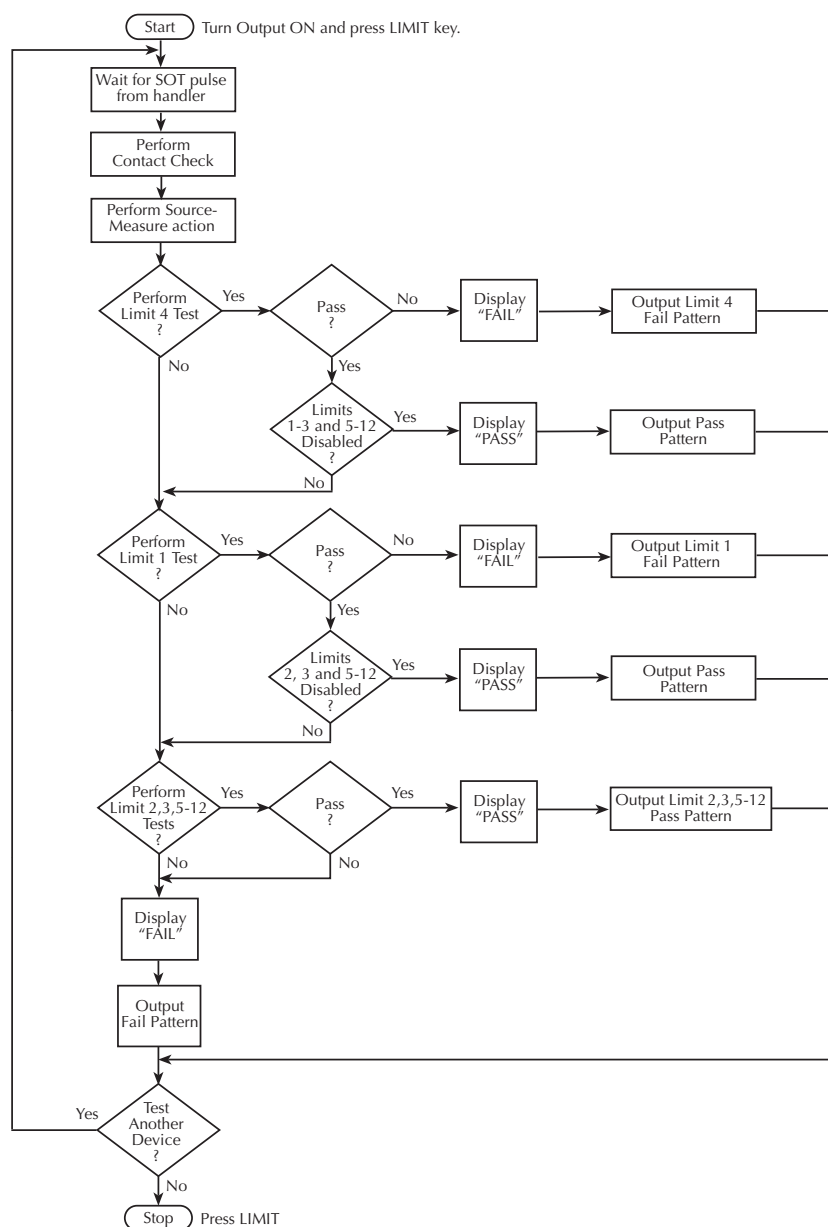 Start
Turn Output ON and press LIMIT key.
Wait for SOT pulse
from handler
Perform
Contact Check
Perform Source-
Measure action
Perform
Limit 4 Test
?
Yes
Pass
?
No
Display
“FAIL”
Output Limit 4
Fail Pattern
No
Yes
Limits
1-3 and 5-12
Disabled
?
Yes
Display
“PASS”
Output Pass
Pattern
No
Perform
Limit 1 Test
?
Yes
Pass
?
No
Display
“FAIL”
Output Limit 1
Fail Pattern
No
Yes
Limits
2, 3 and 5-12
Disabled
?
Yes
Display
“PASS”
Output Pass
Pattern
No
Perform
Limit 2,3,5-12
Tests
?
Yes
Pass
?
Yes
Display
“PASS”
Output Limit 2,3,5-12
Pass Pattern
No
No
Display
“FAIL”
Output
Fail Pattern
Yes
Test
Another
Device
?
No
Stop
Press LIMIT